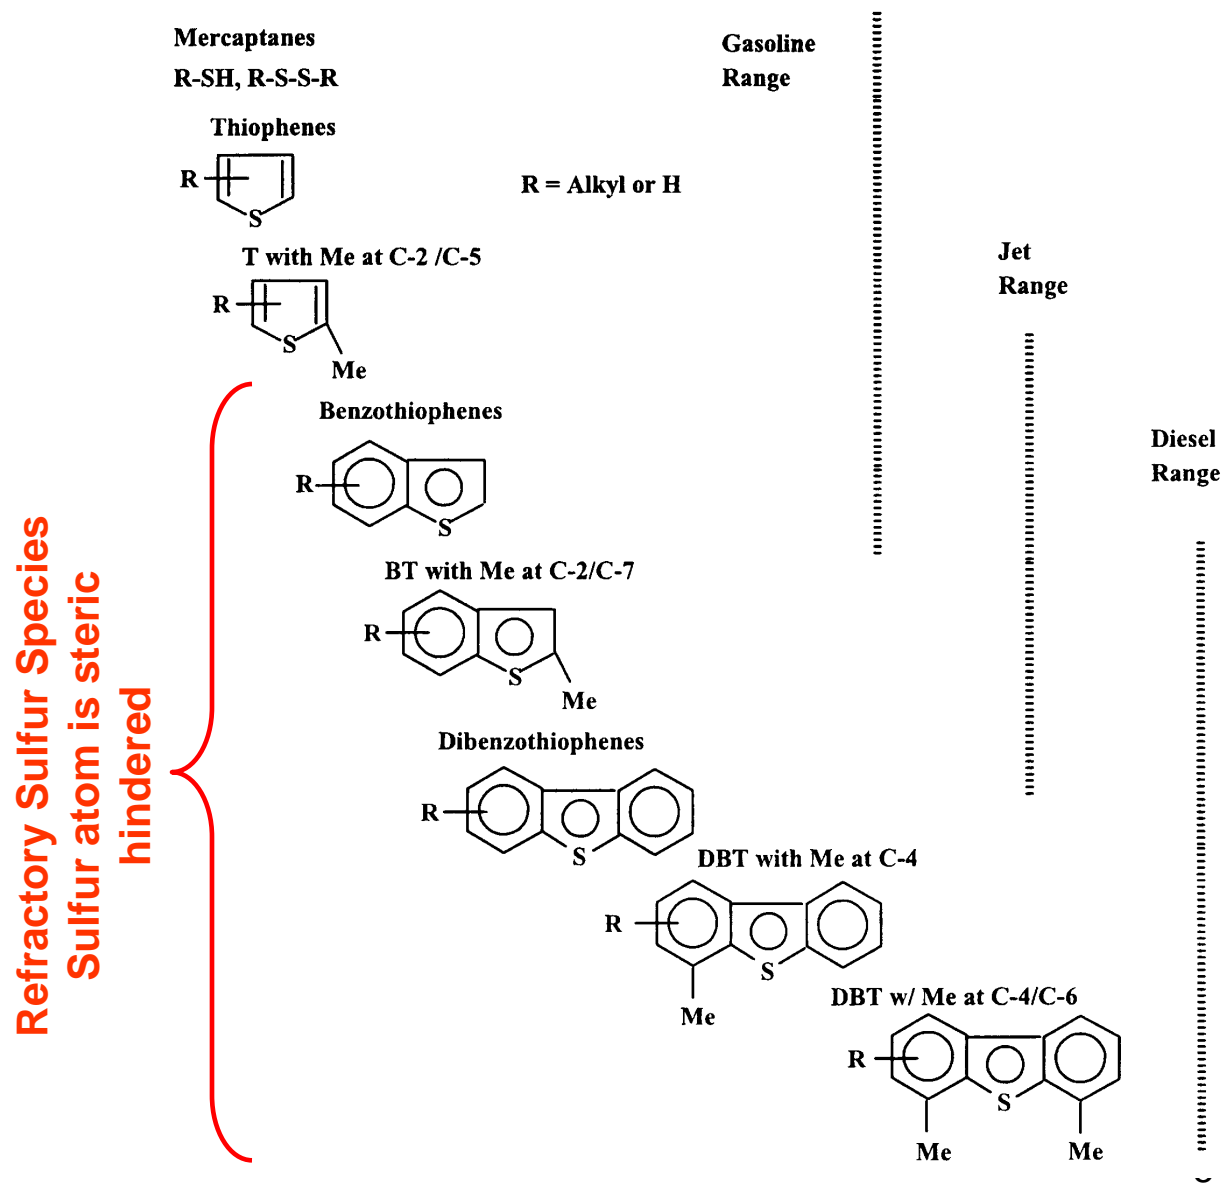 Mercaptanes
R-SH, R-S-S-R
Gasoline
Range
Thiophenes
R
S
R = Alkyl or H
T with Me at C-2 /C-5
R
S
Me
Jet
Range
Benzothiophenes
R
S
Diesel
Range
BT with Me at C-2/C-7
R
S
Me
Dibenzothiophenes
R
S
DBT with Me at C-4
R
S
Me
DBT w/ Me at C-4/C-6
R
S
Me
Me
Refractory Sulfur Species
Sulfur atom is steric
hindered